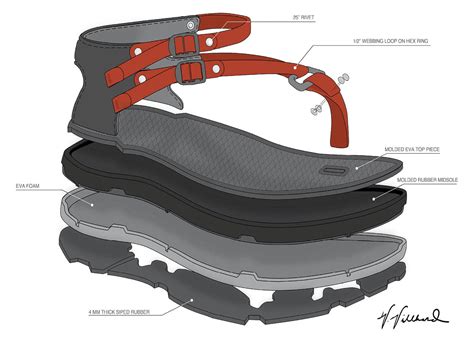 .35" RIVET
1/2" WEBBING LOOP ON HEX RING
MOLDED EVA TOP PIECE
MOLDED RUBBER MIDSOLE
EVA FOAM
4 MM THICK SIPED RUBBER